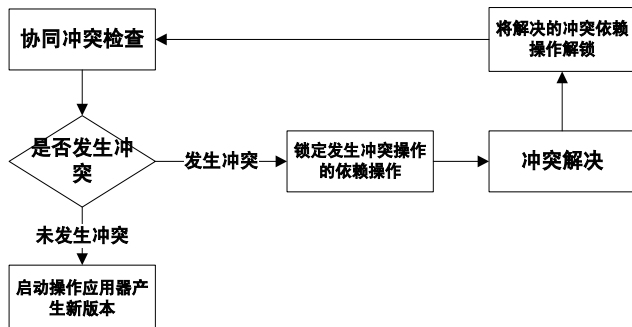 协同冲突检查
将解决的冲突依赖
操作解锁
是否发生冲
突
发生冲突
锁定发生冲突操作
的依赖操作
冲突解决
未发生冲突
启动操作应用器产
生新版本